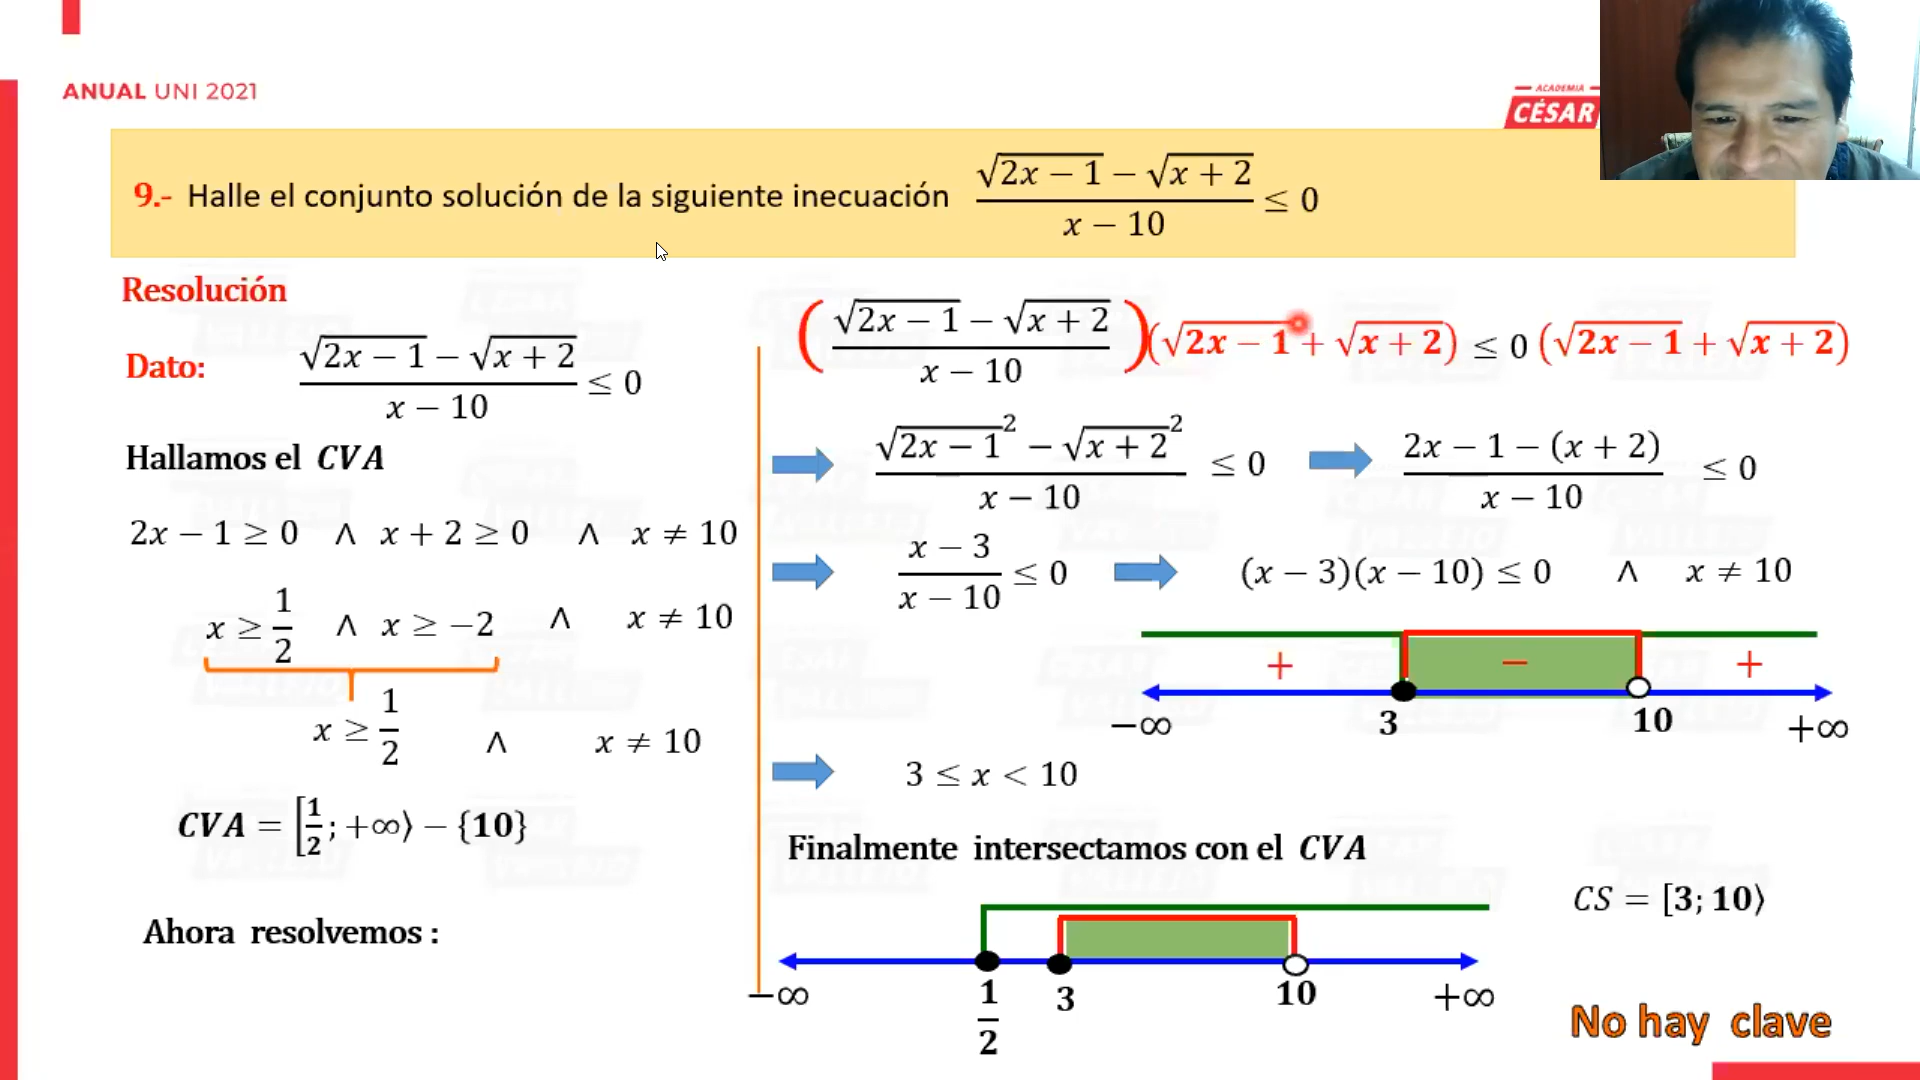 ANUAL UNI 2021
ACADEMIA
CÉSAR
9.- Halle el conjunto solución de la siguiente inecuación (√(2x − 1) − √(x + 2))/(x − 10) ≤ 0
Resolución
Dato: (√(2x − 1) − √(x + 2))/(x − 10) ≤ 0
Hallamos el CVA
2x − 1 ≥ 0 ∧ x + 2 ≥ 0 ∧ x ≠ 10
x ≥ 1/2 ∧ x ≥ −2 ∧ x ≠ 10
x ≥ 1/2 ∧ x ≠ 10
CVA = [1/2; +∞⟩ − {10}
Ahora resolvemos :
((√(2x − 1) − √(x + 2))/(x − 10))(√(2x − 1) + √(x + 2)) ≤ 0 (√(2x − 1) + √(x + 2))
(√(2x − 1)² − √(x + 2)²)/(x − 10) ≤ 0 (2x − 1 − (x + 2))/(x − 10) ≤ 0
(x − 3)/(x − 10) ≤ 0 (x − 3)(x − 10) ≤ 0 ∧ x ≠ 10
+ − +
−∞ 3 10 +∞
3 ≤ x < 10
Finalmente intersectamos con el CVA
CS = [3; 10⟩
−∞ 1/2 3 10 +∞
No hay clave